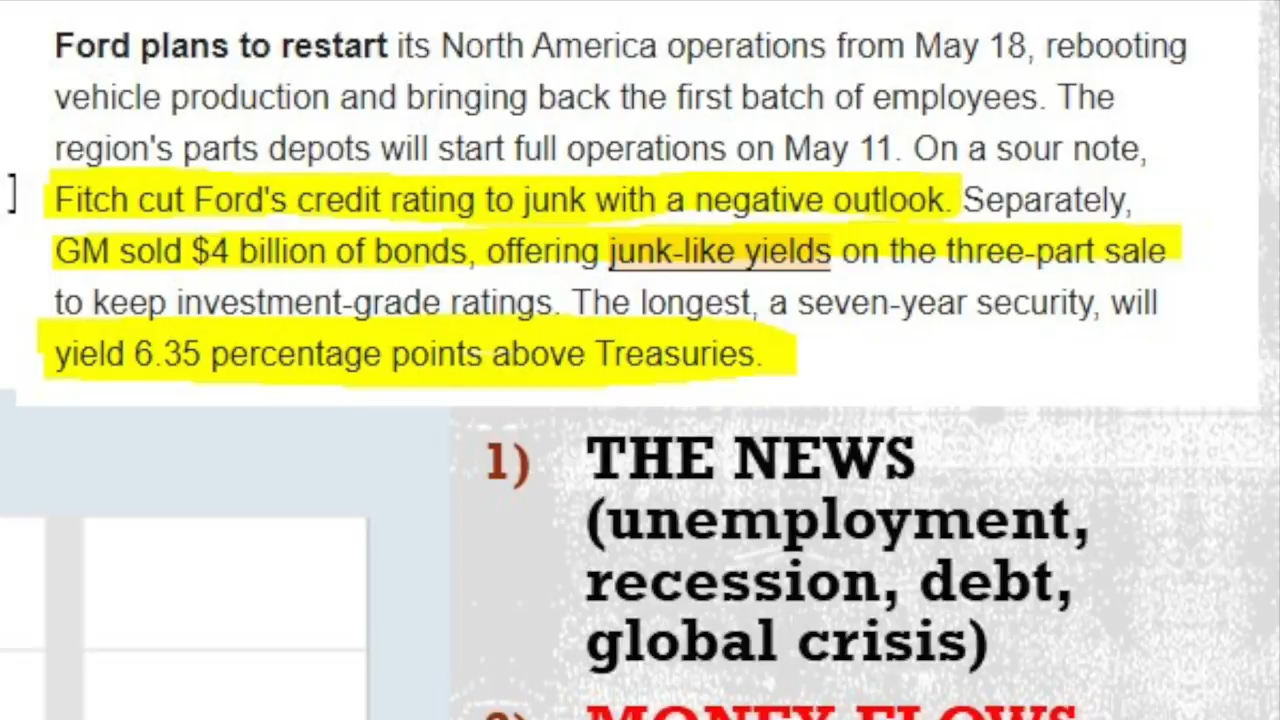 Ford plans to restart its North America operations from May 18, rebooting
vehicle production and bringing back the first batch of employees. The
region's parts depots will start full operations on May 11. On a sour note,
]
Fitch cut Ford's credit rating to junk with a negative outlook. Separately,
GM sold $4 billion of bonds, offering junk-like yields on the three-part sale
to keep investment-grade ratings. The longest, a seven-year security, will
yield 6.35 percentage points above Treasuries.
1) THE NEWS
(unemployment,
recession, debt,
global crisis)
2) MONEY FLOWS